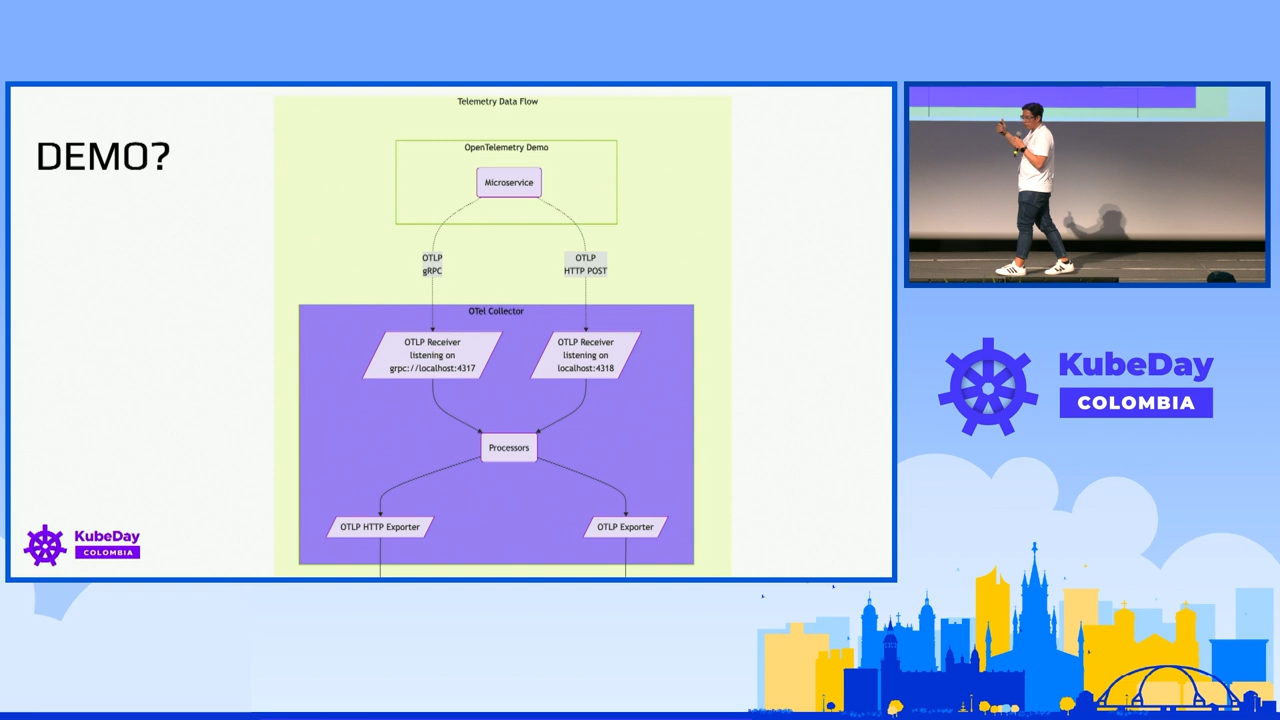 DEMO?
Telemetry Data Flow
OpenTelemetry Demo
Microservice
OTLP
gRPC
OTLP
HTTP POST
OTel Collector
OTLP Receiver
listening on
grpc://localhost:4317
OTLP Receiver
listening on
localhost:4318
Processors
OTLP HTTP Exporter
OTLP Exporter
KubeDay
COLOMBIA
KubeDay
COLOMBIA